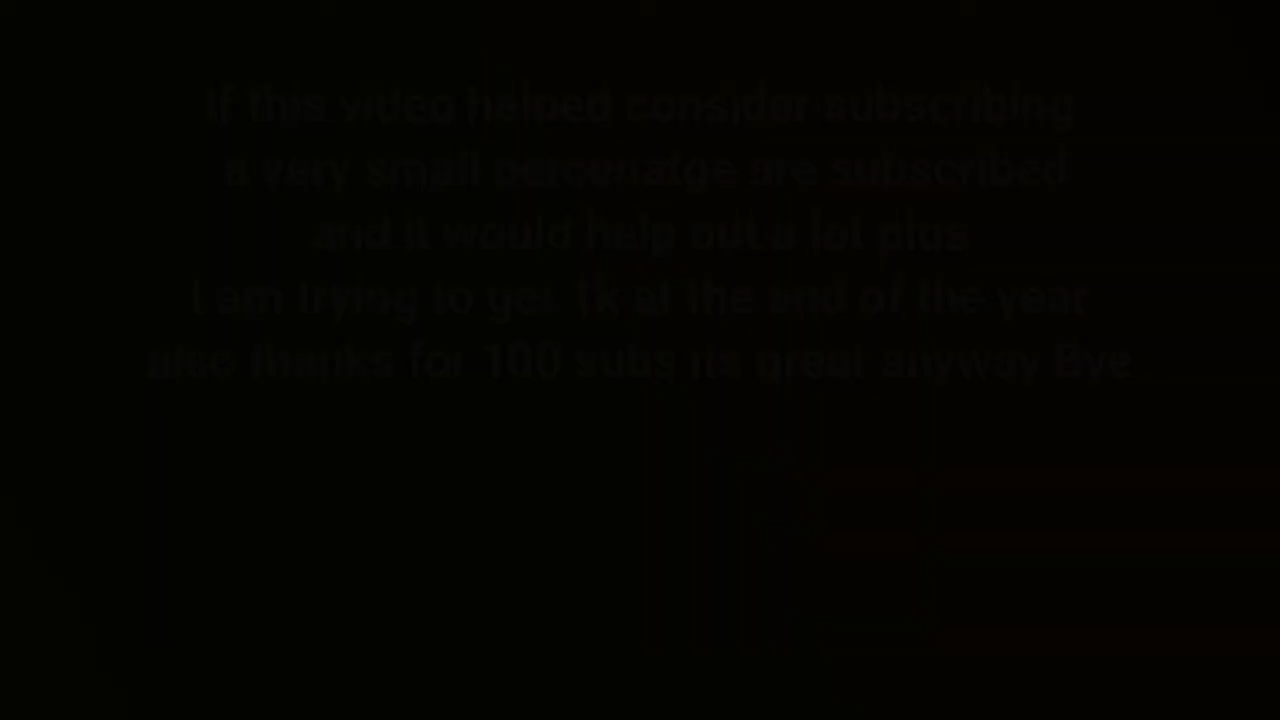 If this video helped consider subscribing
a very small percenatge are subscribed
and it would help out a lot plus
I am trying to get 1k at the end of the year
also thanks for 100 subs its great anyway Bye